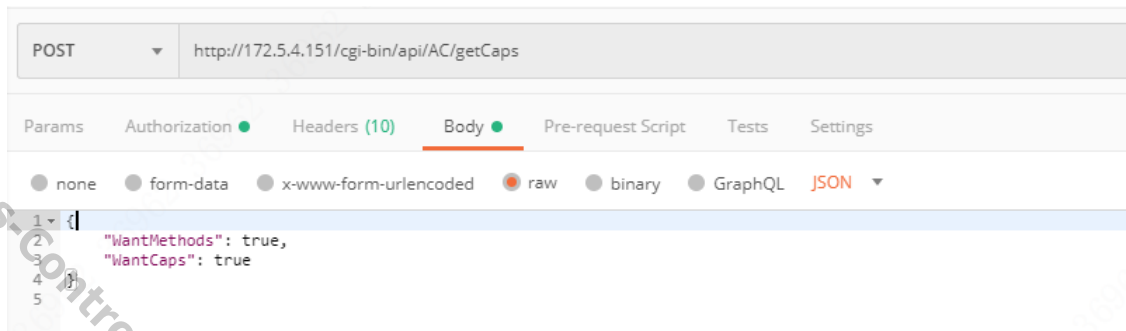 POST http://172.5.4.151/cgi-bin/api/AC/getCaps
Params Authorization Headers (10) Body Pre-request Script Tests Settings
none form-data x-www-form-urlencoded raw binary GraphQL JSON
1 {
2 "WantMethods": true,
3 "WantCaps": true
4 }
5